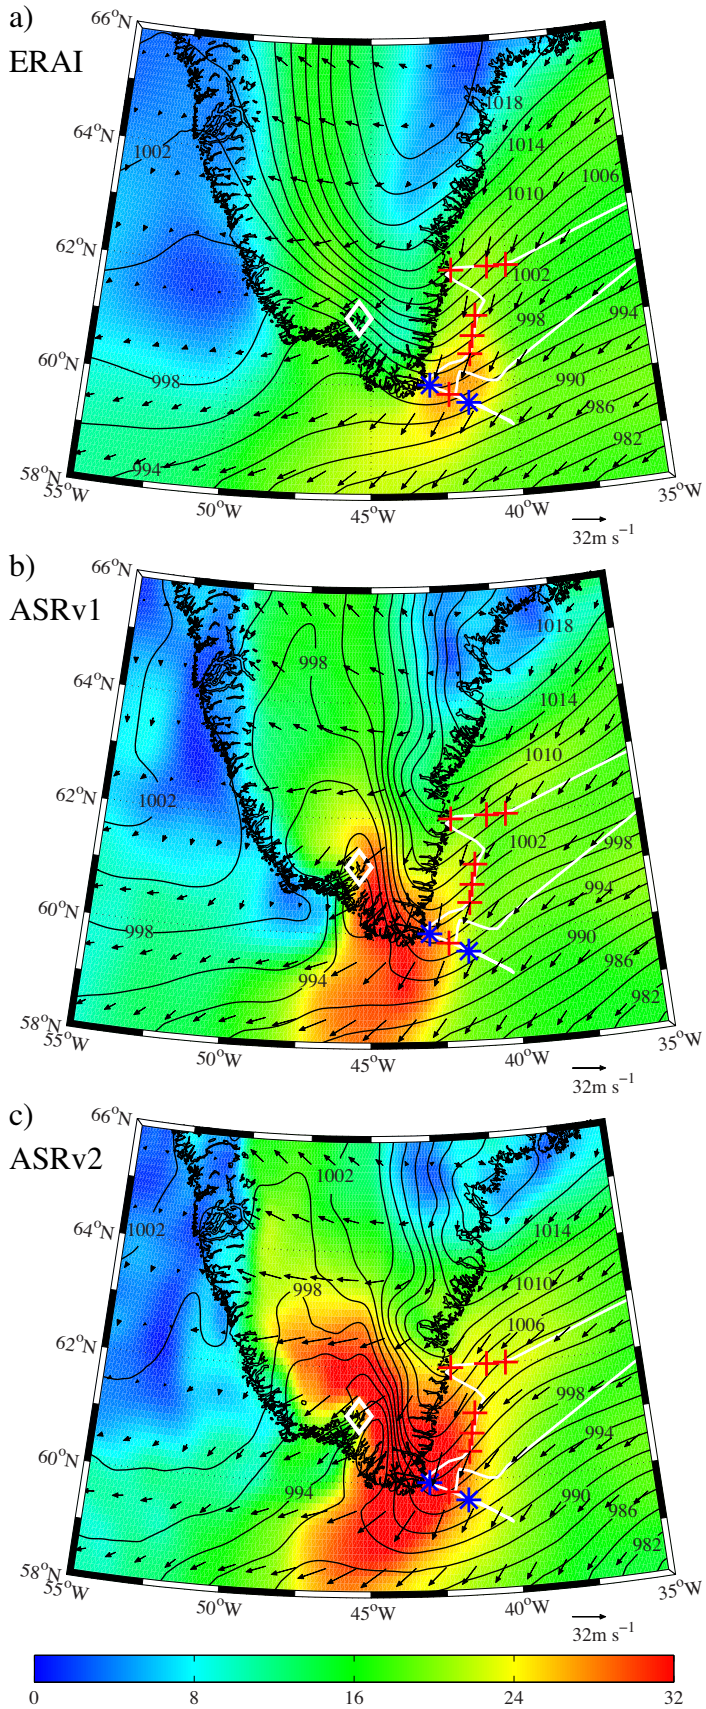 a)
ERAI
66°N
64°N
62°N
60°N
58°N
55°W
50°W
45°W
40°W
35°W
1002
998
994
1018
1014
1010
1006
1002
998
994
990
986
982
32m s⁻¹
b)
ASRv1
66°N
64°N
62°N
60°N
58°N
55°W
50°W
45°W
40°W
35°W
998
1018
1014
1010
1002
1002
998
998
994
994
990
986
982
32m s⁻¹
c)
ASRv2
66°N
64°N
62°N
60°N
58°N
55°W
50°W
45°W
40°W
35°W
1002
1002
1014
998
1010
1006
998
994
994
990
986
982
32m s⁻¹
0 8 16 24 32